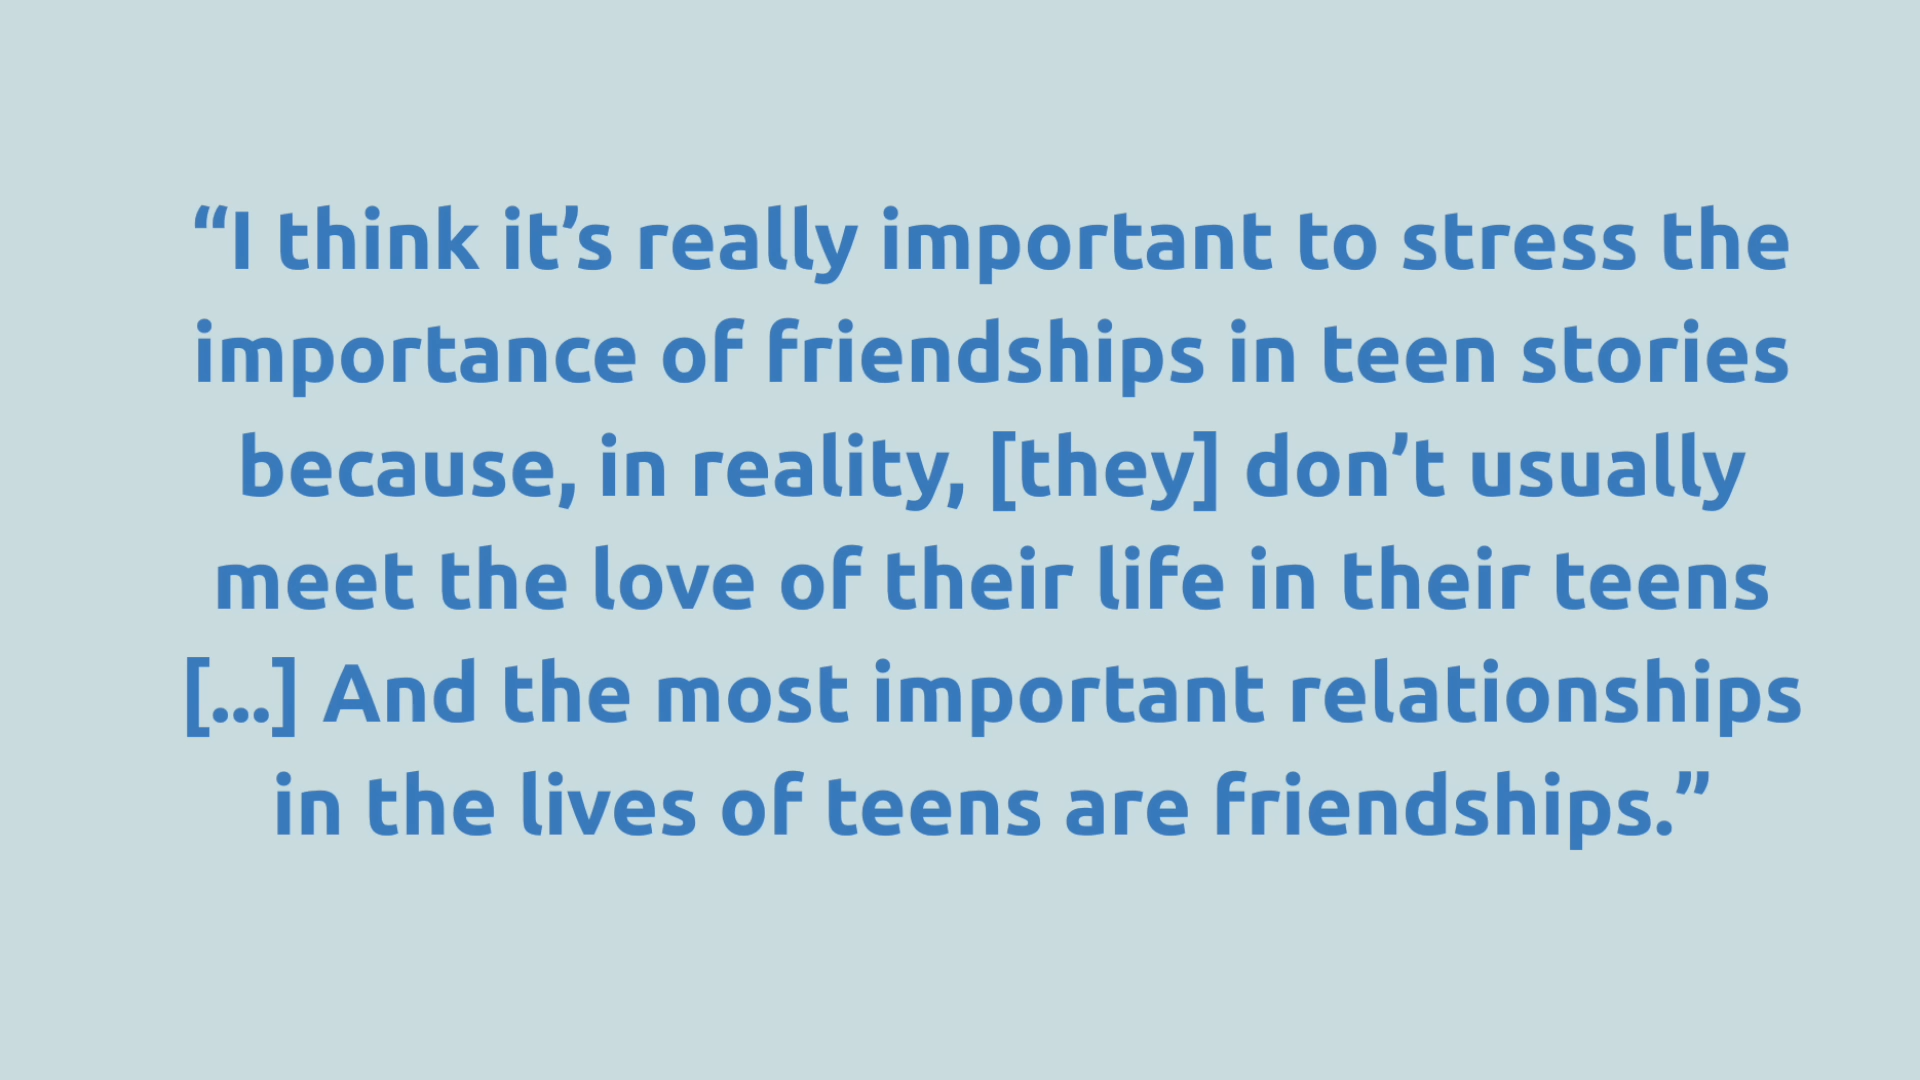 “I think it’s really important to stress the
importance of friendships in teen stories
because, in reality, [they] don’t usually
meet the love of their life in their teens
[...] And the most important relationships
in the lives of teens are friendships.”